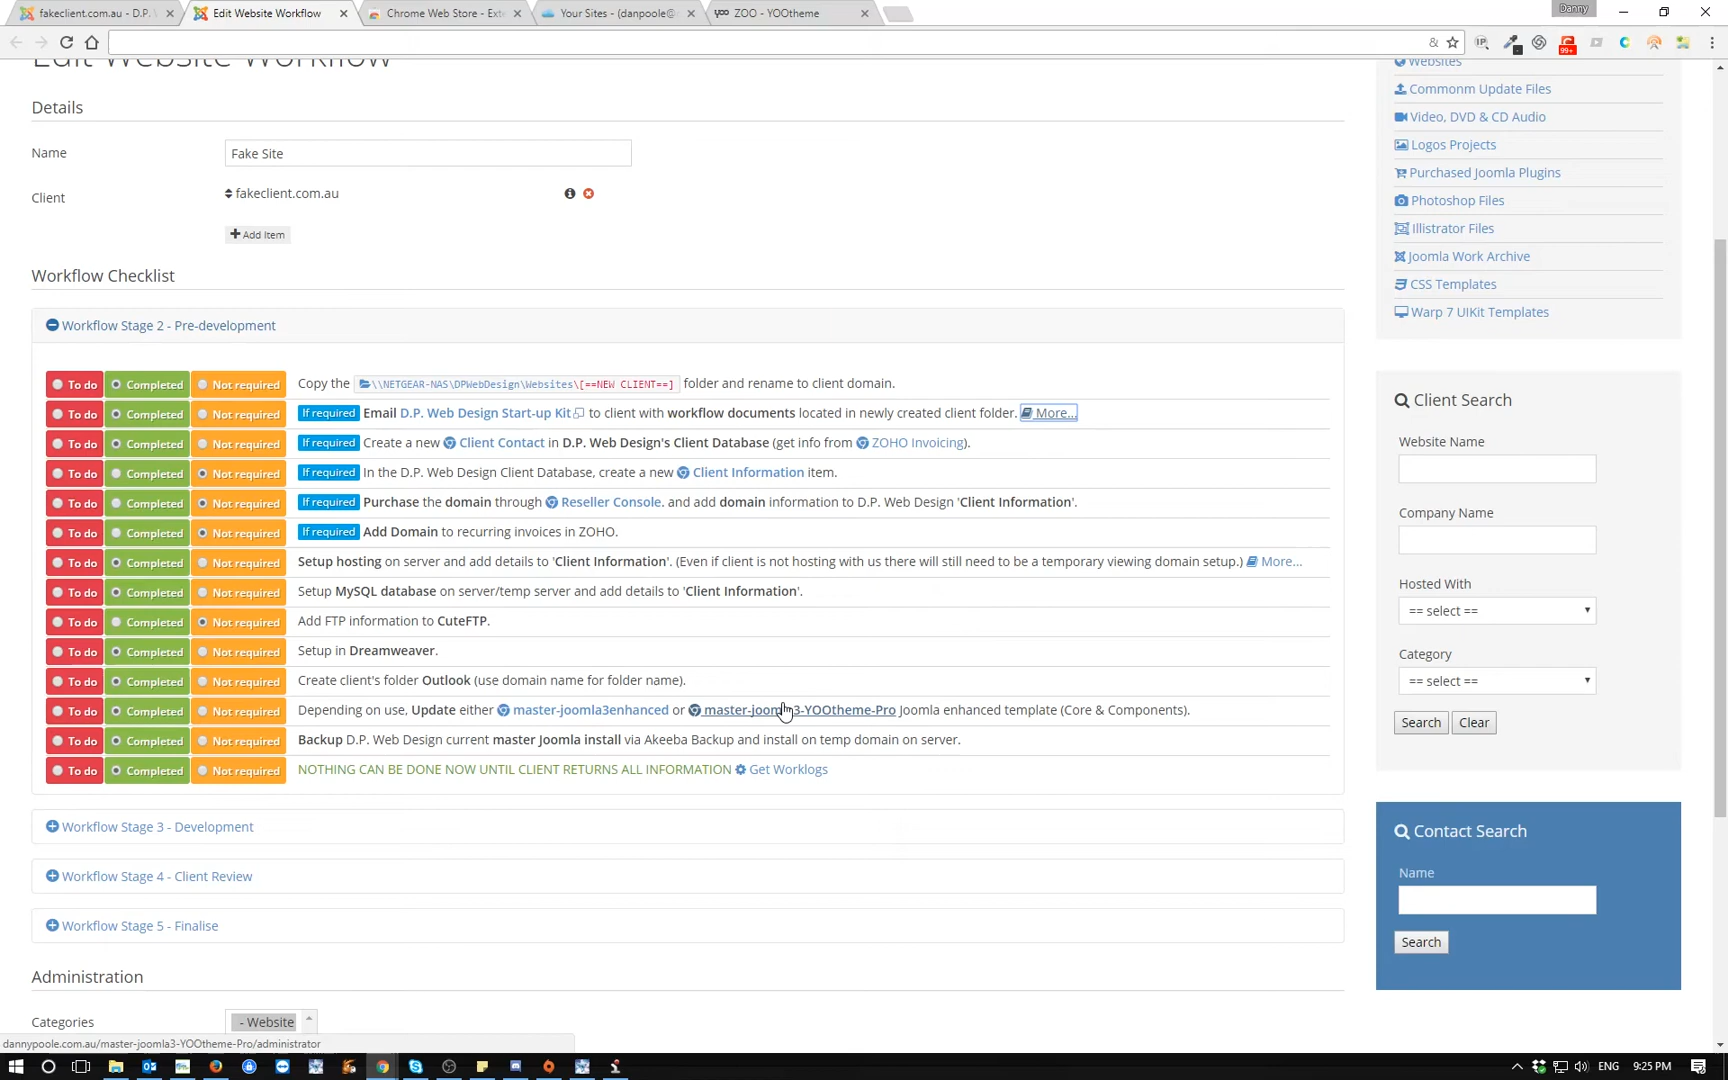 fakeclient.com.au - D.P.
Edit Website Workflow
Chrome Web Store - Exte
Your Sites - (danpoole@
ZOO - YOOtheme
Danny
Edit Website Workflow
Details
Name
Fake Site
Client
fakeclient.com.au
Add Item
Workflow Checklist
Workflow Stage 2 - Pre-development
To do Completed Not required Copy the \\NETGEAR-NAS\DPWebDesign\Websites\[==NEW CLIENT==] folder and rename to client domain.
To do Completed Not required If required Email D.P. Web Design Start-up Kit to client with workflow documents located in newly created client folder. More...
To do Completed Not required If required Create a new Client Contact in D.P. Web Design's Client Database (get info from ZOHO Invoicing).
To do Completed Not required If required In the D.P. Web Design Client Database, create a new Client Information item.
To do Completed Not required If required Purchase the domain through Reseller Console. and add domain information to D.P. Web Design 'Client Information'.
To do Completed Not required If required Add Domain to recurring invoices in ZOHO.
To do Completed Not required Setup hosting on server and add details to 'Client Information'. (Even if client is not hosting with us there will still need to be a temporary viewing domain setup.) More...
To do Completed Not required Setup MySQL database on server/temp server and add details to 'Client Information'.
To do Completed Not required Add FTP information to CuteFTP.
To do Completed Not required Setup in Dreamweaver.
To do Completed Not required Create client's folder Outlook (use domain name for folder name).
To do Completed Not required Depending on use, Update either master-joomla3enhanced or master-joomla3-YOOtheme-Pro Joomla enhanced template (Core & Components).
To do Completed Not required Backup D.P. Web Design current master Joomla install via Akeeba Backup and install on temp domain on server.
To do Completed Not required NOTHING CAN BE DONE NOW UNTIL CLIENT RETURNS ALL INFORMATION Get Worklogs
Workflow Stage 3 - Development
Workflow Stage 4 - Client Review
Workflow Stage 5 - Finalise
Administration
Categories
- Website
dannypoole.com.au/master-joomla3-YOOtheme-Pro/administrator
Websites
Commonm Update Files
Video, DVD & CD Audio
Logos Projects
Purchased Joomla Plugins
Photoshop Files
Illistrator Files
Joomla Work Archive
CSS Templates
Warp 7 UIKit Templates
Client Search
Website Name
Company Name
Hosted With
== select ==
Category
== select ==
Search Clear
Contact Search
Name
Search
ENG 9:25 PM